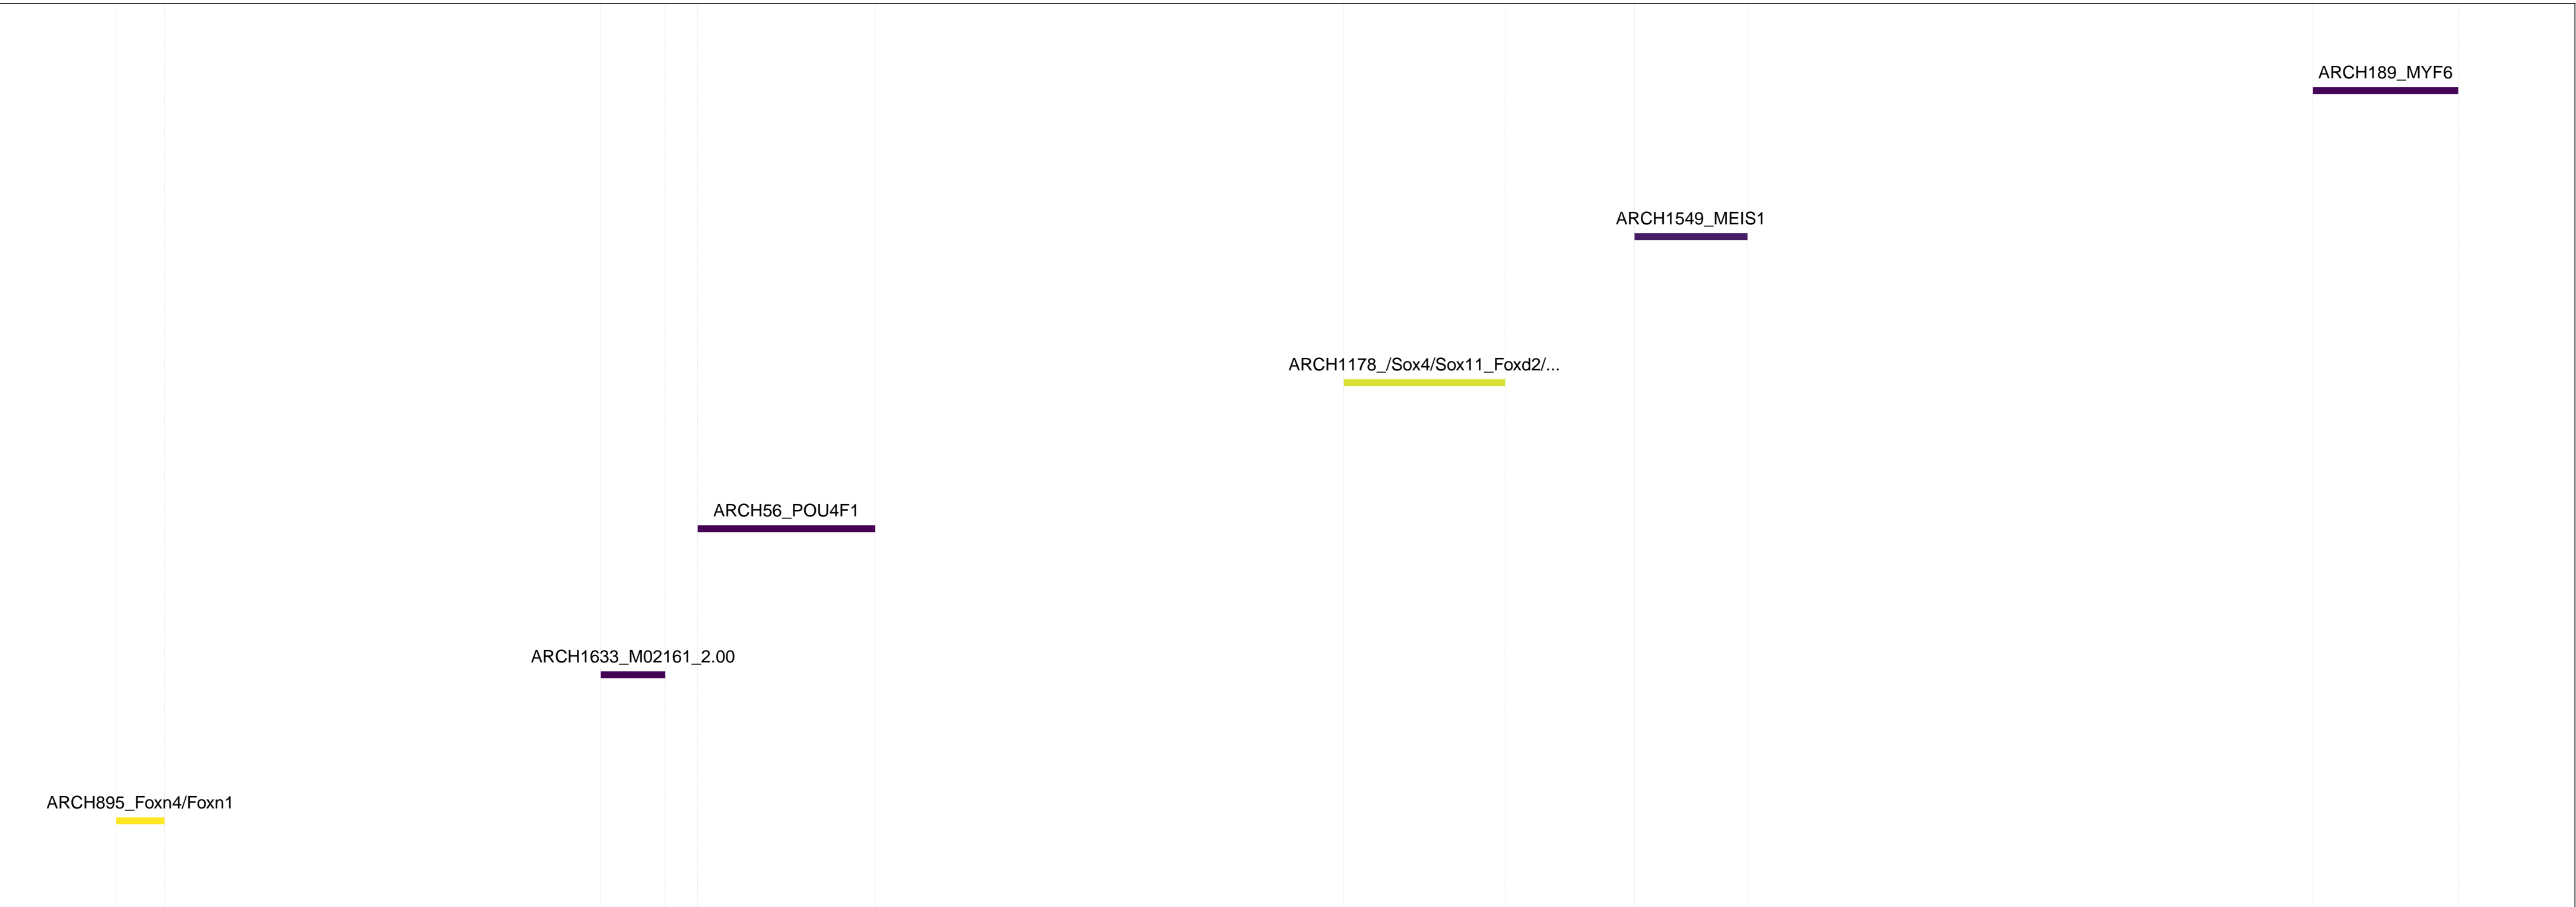 ARCH189_MYF6
ARCH1549_MEIS1
ARCH1178_/Sox4/Sox11_Foxd2/...
ARCH56_POU4F1
ARCH1633_M02161_2.00
ARCH895_Foxn4/Foxn1